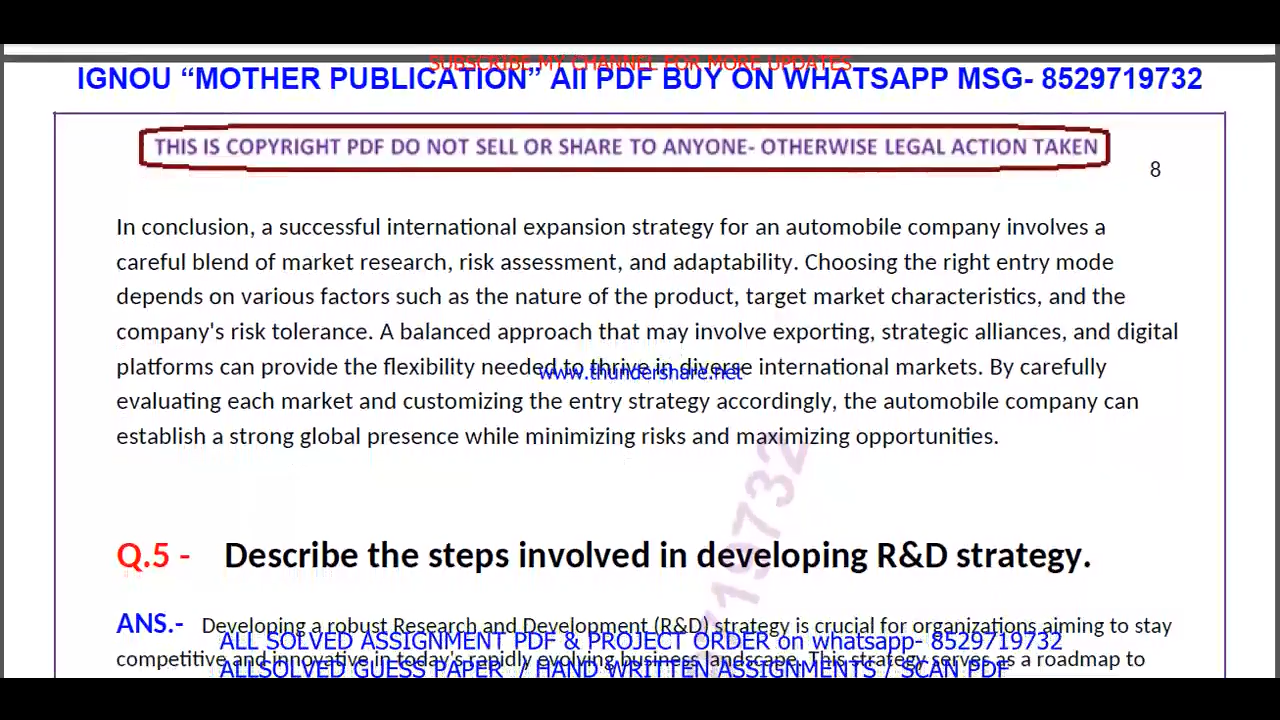 SUBSCRIBE MY CHANNEL FOR MORE UPDATES
IGNOU “MOTHER PUBLICATION” All PDF BUY ON WHATSAPP MSG- 8529719732
THIS IS COPYRIGHT PDF DO NOT SELL OR SHARE TO ANYONE- OTHERWISE LEGAL ACTION TAKEN
8
In conclusion, a successful international expansion strategy for an automobile company involves a
careful blend of market research, risk assessment, and adaptability. Choosing the right entry mode
depends on various factors such as the nature of the product, target market characteristics, and the
company's risk tolerance. A balanced approach that may involve exporting, strategic alliances, and digital
platforms can provide the flexibility needed to thrive in diverse international markets. By carefully
www.thundershare.net
evaluating each market and customizing the entry strategy accordingly, the automobile company can
establish a strong global presence while minimizing risks and maximizing opportunities.
Q.5 - Describe the steps involved in developing R&D strategy.
ANS.- Developing a robust Research and Development (R&D) strategy is crucial for organizations aiming to stay
ALL SOLVED ASSIGNMENT PDF & PROJECT ORDER on whatsapp- 8529719732
competitive and innovative in today's rapidly evolving business landscape. This strategy serves as a roadmap to
ALLSOLVED GUESS PAPER / HAND WRITTEN ASSIGNMENTS / SCAN PDF